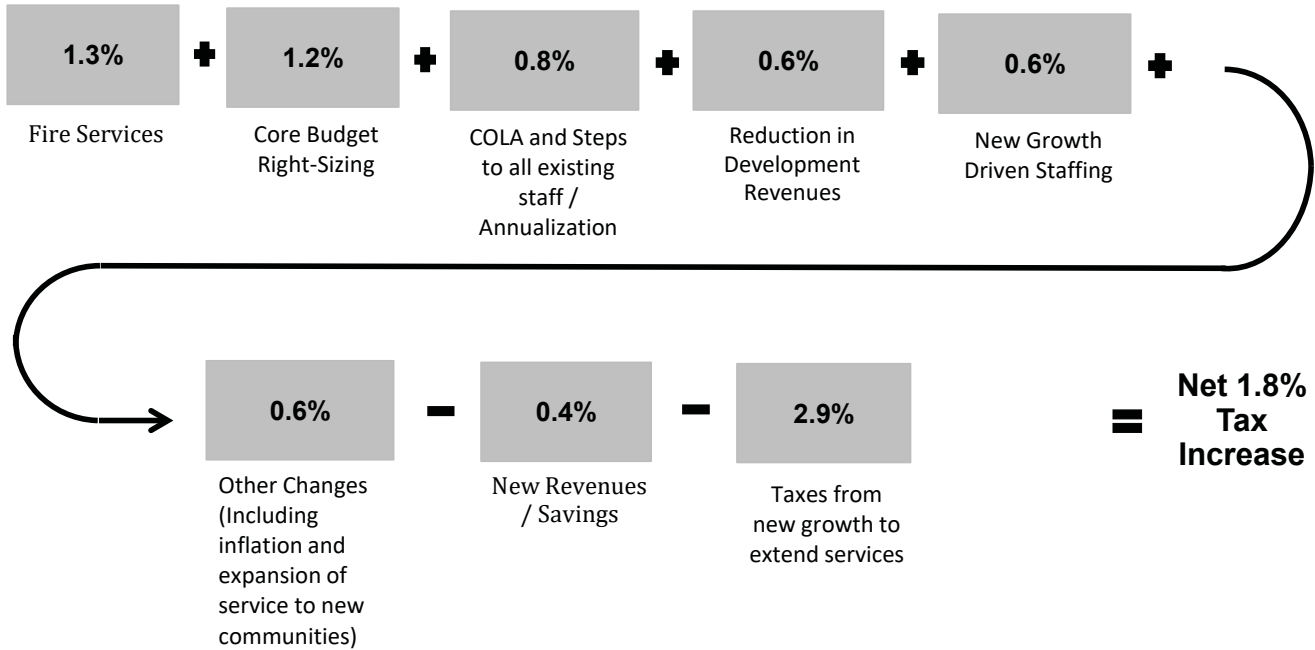 1.3%
Fire Services
1.2%
Core Budget
Right-Sizing
0.8%
COLA and Steps
to all existing
staff /
Annualization
0.6%
Reduction in
Development
Revenues
0.6%
New Growth
Driven Staffing
0.6%
Other Changes
(Including
inflation and
expansion of
service to new
communities)
0.4%
New Revenues
/ Savings
2.9%
Taxes from
new growth to
extend services
Net 1.8%
Tax
Increase